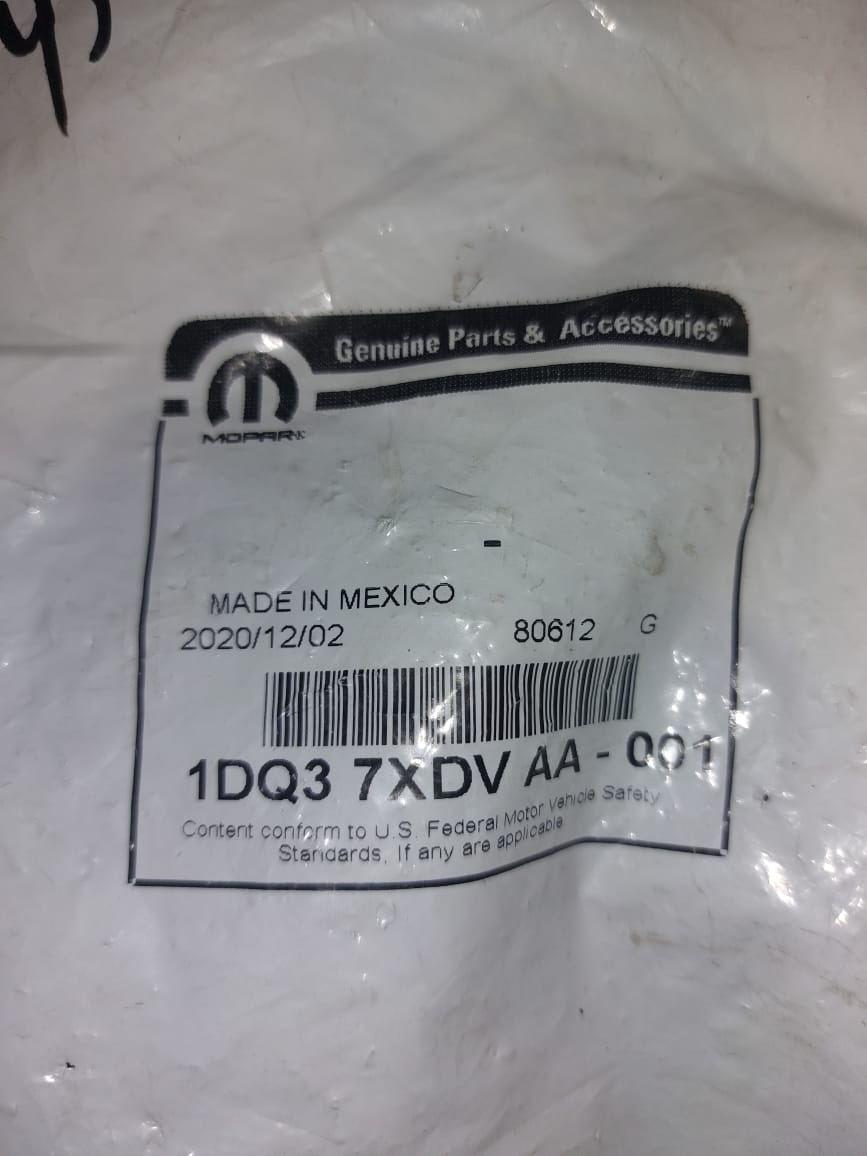 Genuine Parts & Accessories™
MOPAR®
-
MADE IN MEXICO
2020/12/02 80612 G
1DQ3 7XDV AA - 001
Content conform to U.S. Federal Motor Vehicle Safety
Standards, If any are applicable